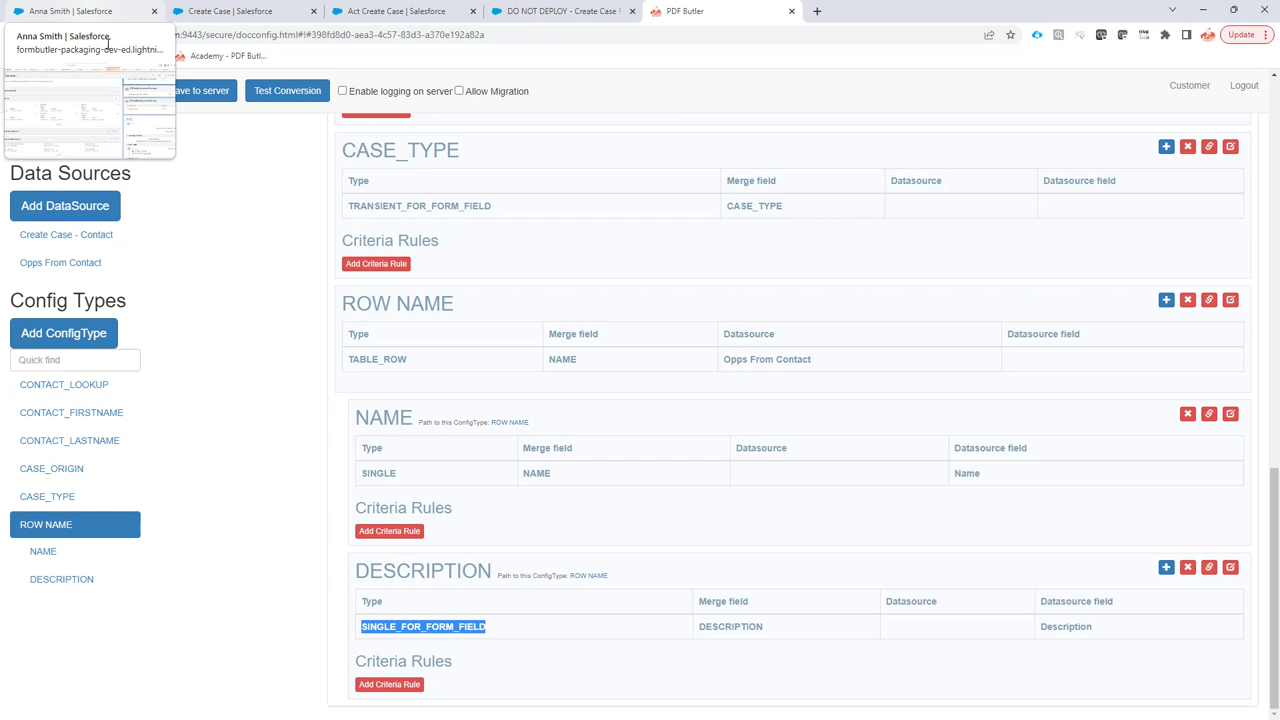 Anna Smith | Salesforce
Create Case | Salesforce
Act Create Case | Salesforce
DO NOT DEPLOY - Create Case F
PDF Butler
Anna Smith | Salesforce
formbutler-packaging-dev-ed.lightni...
:9443/secure/docconfig.html#i#398fd8d0-aea3-4c57-83d3-a370e192a82a
Update
Academy - PDF Butl...
ave to server
Test Conversion
Enable logging on server
Allow Migration
Customer
Logout
Data Sources
Add DataSource
Create Case - Contact
Opps From Contact
Config Types
Add ConfigType
Quick find
CONTACT_LOOKUP
CONTACT_FIRSTNAME
CONTACT_LASTNAME
CASE_ORIGIN
CASE_TYPE
ROW NAME
NAME
DESCRIPTION
CASE_TYPE
Type Merge field Datasource Datasource field
TRANSIENT_FOR_FORM_FIELD CASE_TYPE
Criteria Rules
Add Criteria Rule
ROW NAME
Type Merge field Datasource Datasource field
TABLE_ROW NAME Opps From Contact
NAME Path to this ConfigType: ROW NAME
Type Merge field Datasource Datasource field
SINGLE NAME Name
Criteria Rules
Add Criteria Rule
DESCRIPTION Path to this ConfigType: ROW NAME
Type Merge field Datasource Datasource field
SINGLE_FOR_FORM_FIELD DESCRIPTION Description
Criteria Rules
Add Criteria Rule